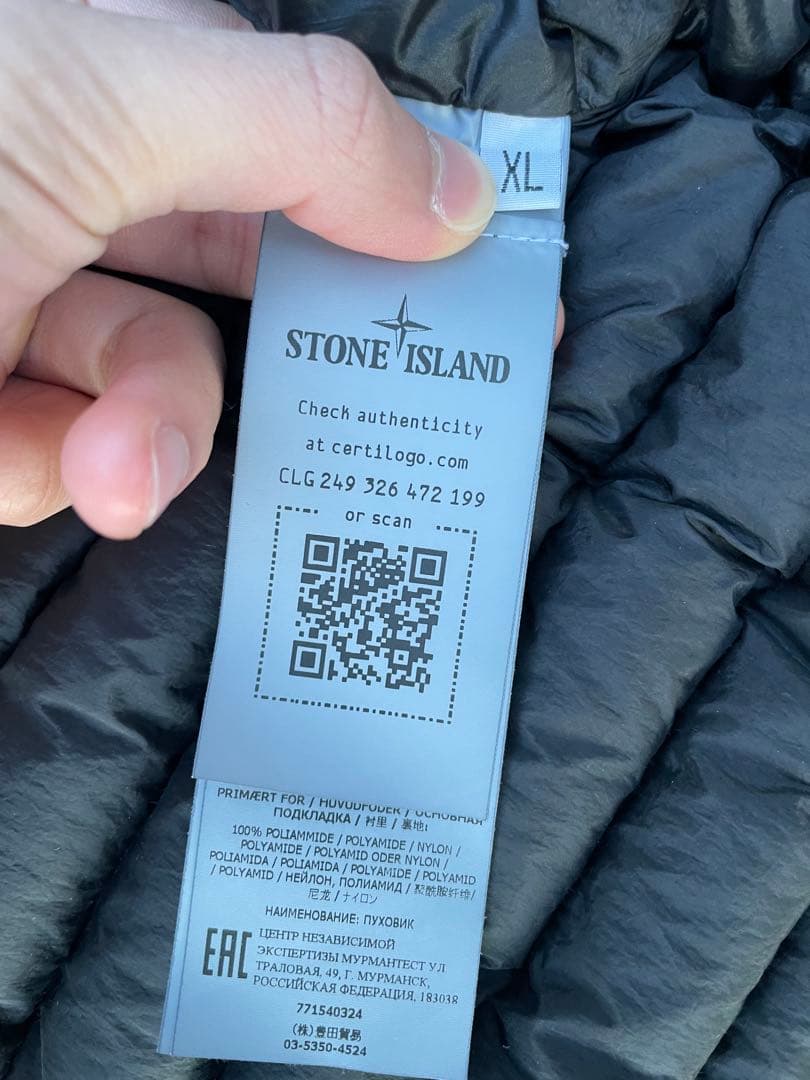 XL
STONE ISLAND
Check authenticity
at certilogo.com
CLG 249 326 472 199
or scan
PRIMÆRT FOR / HUVUDFODER / ОСНОВНАЯ
ПОДКЛАДКА / 衬里 / 裏地:
100% POLIAMMIDE / POLYAMIDE / NYLON /
POLYAMIDE / POLYAMID ODER NYLON /
POLIAMIDA / POLIAMIDA / POLYAMIDE / POLYAMID
/ POLYAMID / НЕЙЛОН, ПОЛИАМИД / 聚酰胺纤维/
尼龙 / ナイロン
НАИМЕНОВАНИЕ: ПУХОВИК
EAC
ЦЕНТР НЕЗАВИСИМОЙ
ЭКСПЕРТИЗЫ МУРМАНТЕСТ УЛ
ТРАЛОВАЯ, 49, Г. МУРМАНСК,
РОССИЙСКАЯ ФЕДЕРАЦИЯ, 183038
771540324
(株)豊田貿易
03-5350-4524